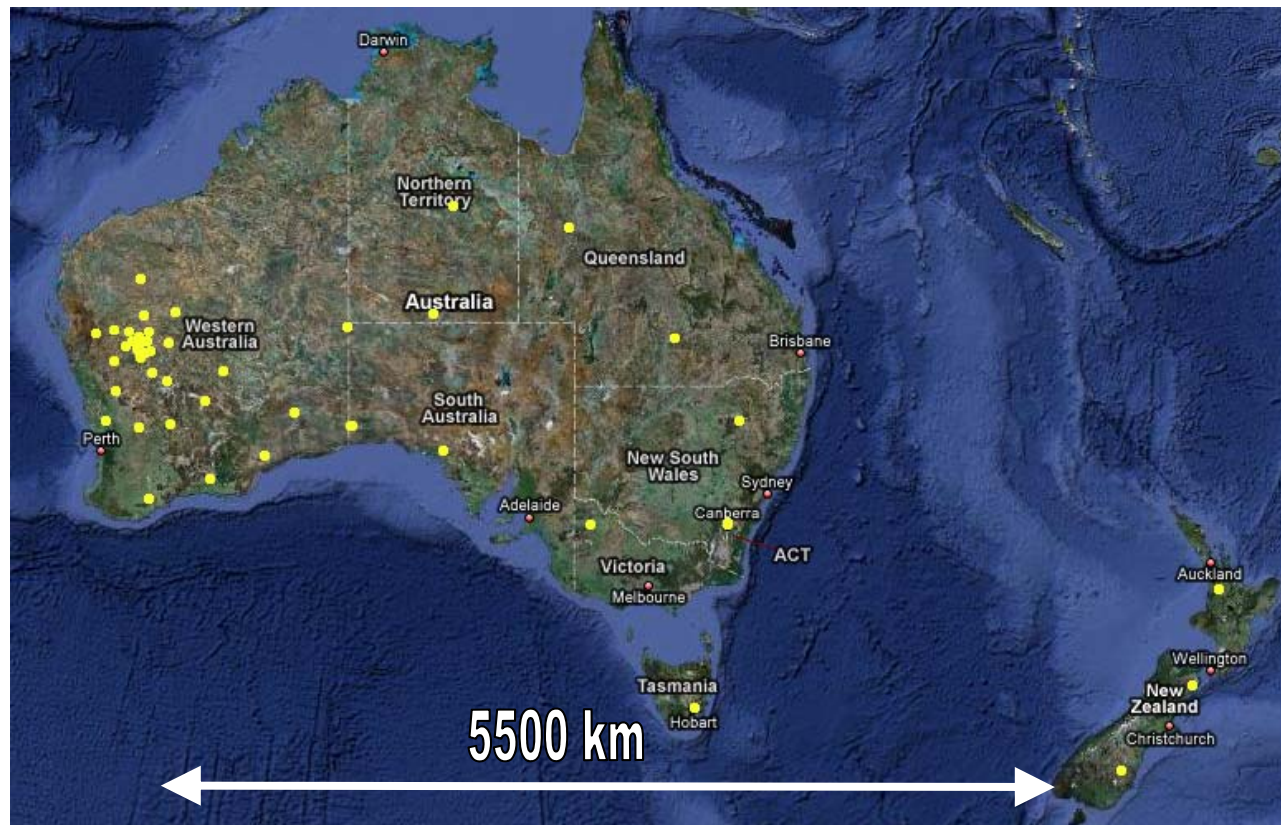 Darwin
Northern
Territory
Queensland
Australia
Western
Australia
Brisbane
South
Australia
Perth
New South
Wales
Sydney
Adelaide
Canberra
ACT
Victoria
Melbourne
Auckland
Wellington
Tasmania
New
Zealand
Hobart
Christchurch
5500 km